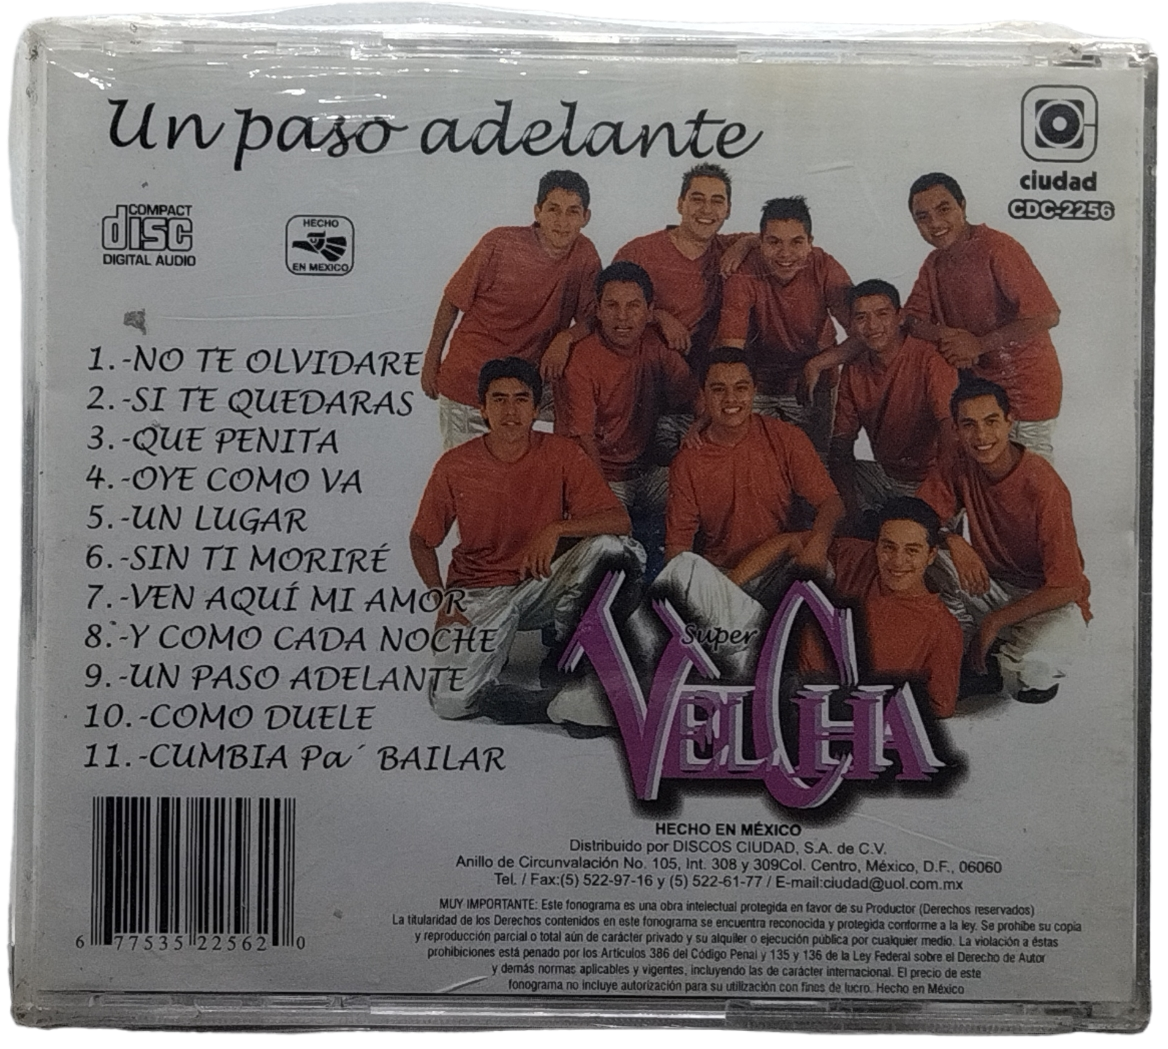 Un paso adelante
ciudad
CDC-2256
COMPACT
disc
DIGITAL AUDIO
HECHO
EN MEXICO
1.-NO TE OLVIDARE
2.-SI TE QUEDARAS
3.-QUE PENITA
4.-OYE COMO VA
5.-UN LUGAR
6.-SIN TI MORIRÉ
7.-VEN AQUÍ MI AMOR
8.-Y COMO CADA NOCHE
9.-UN PASO ADELANTE
10.-COMO DUELE
11.-CUMBIA Pa´ BAILAR
Super
VELCHA
HECHO EN MÉXICO
Distribuido por DISCOS CIUDAD, S.A. de C.V.
Anillo de Circunvalación No. 105, Int. 308 y 309Col. Centro, México, D.F., 06060
Tel. / Fax:(5) 522-97-16 y (5) 522-61-77 / E-mail:ciudad@uol.com.mx
MUY IMPORTANTE: Este fonograma es una obra intelectual protegida en favor de su Productor (Derechos reservados)
La titularidad de los Derechos contenidos en este fonograma se encuentra reconocida y protegida conforme a la ley. Se prohibe su copia
y reproducción parcial o total aún de carácter privado y su alquiler o ejecución pública por cualquier medio. La violación a éstas
prohibiciones está penado por los Artículos 386 del Código Penal y 135 y 136 de la Ley Federal sobre el Derecho de Autor
y demás normas aplicables y vigentes, incluyendo las de carácter internacional. El precio de este
fonograma no incluye autorización para su utilización con fines de lucro. Hecho en México
6 77535 22562 0